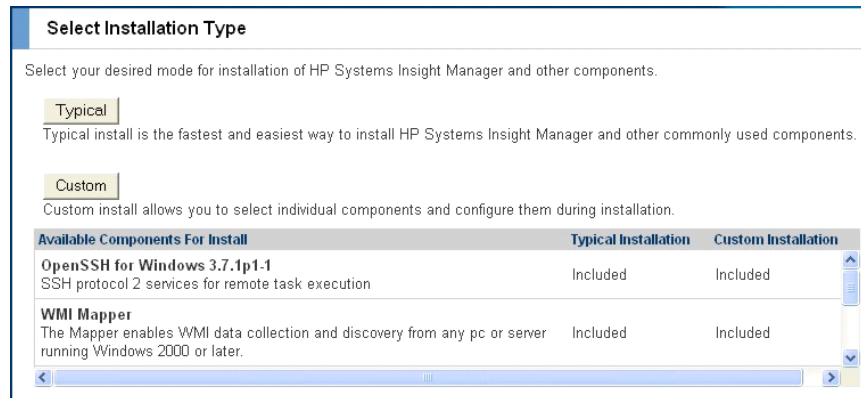 Select Installation Type
Select your desired mode for installation of HP Systems Insight Manager and other components.
Typical
Typical install is the fastest and easiest way to install HP Systems Insight Manager and other commonly used components.
Custom
Custom install allows you to select individual components and configure them during installation.
Available Components For Install Typical Installation Custom Installation
OpenSSH for Windows 3.7.1p1-1
SSH protocol 2 services for remote task execution Included Included
WMI Mapper
The Mapper enables WMI data collection and discovery from any pc or server Included Included
running Windows 2000 or later.